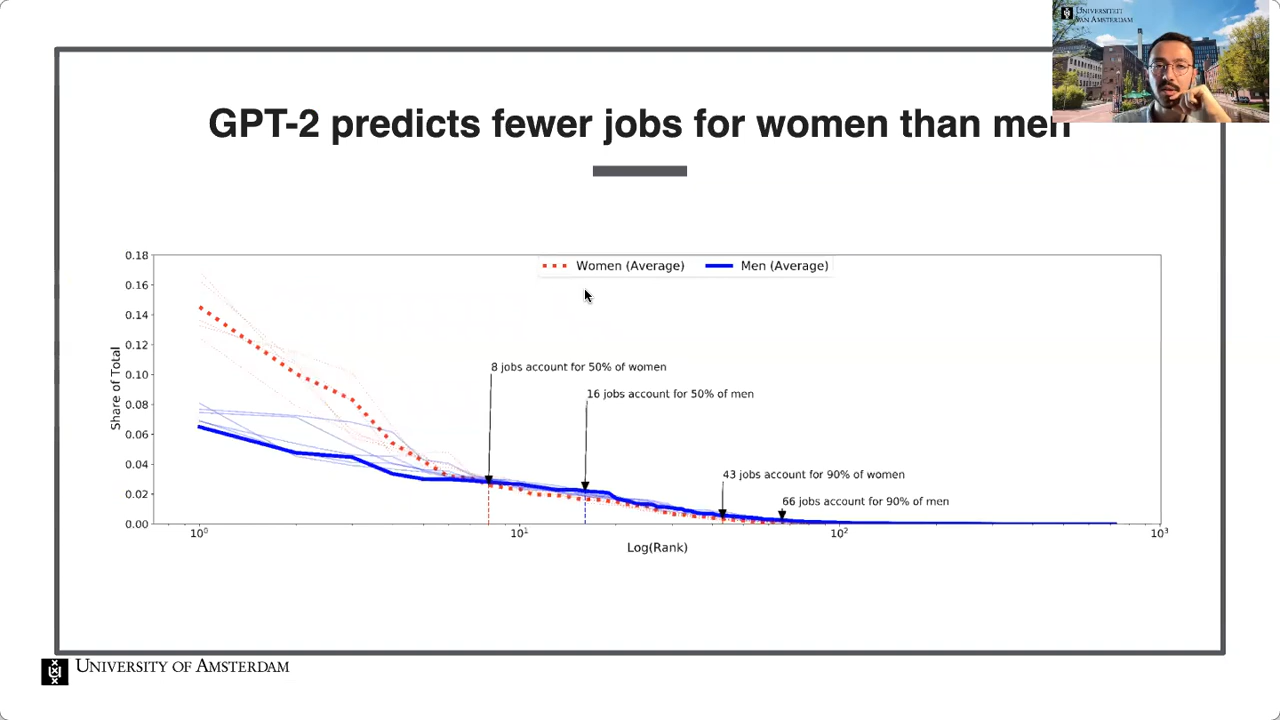 UNIVERSITEIT
VAN AMSTERDAM
GPT-2 predicts fewer jobs for women than men
Women (Average)
Men (Average)
0.18
0.16
0.14
0.12
0.10
0.08
0.06
0.04
0.02
0.00
Share of Total
8 jobs account for 50% of women
16 jobs account for 50% of men
43 jobs account for 90% of women
66 jobs account for 90% of men
10⁰
10¹
10²
10³
Log(Rank)
UNIVERSITY OF AMSTERDAM